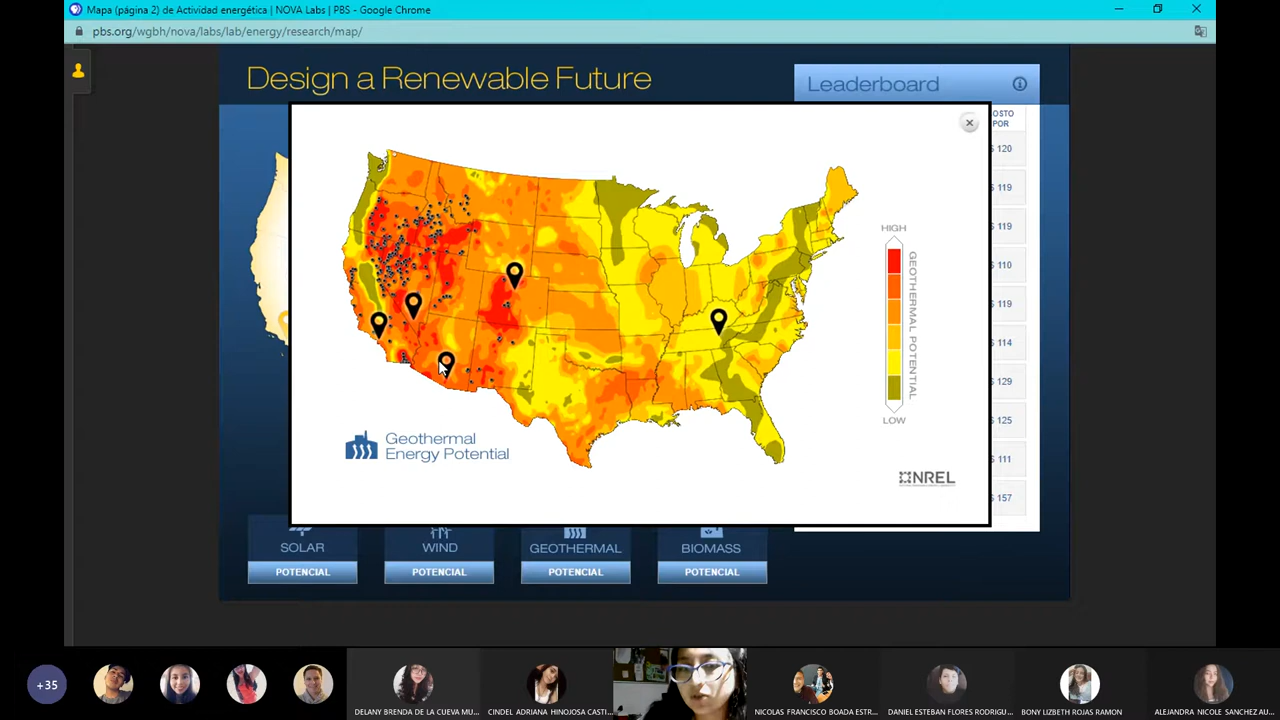 Mapa (página 2) de Actividad energética | NOVA Labs | PBS - Google Chrome
pbs.org/wgbh/nova/labs/lab/energy/research/map/
Design a Renewable Future
Leaderboard
OSTO
POR
$ 120
$ 119
$ 119
$ 110
$ 119
$ 114
$ 129
$ 125
$ 111
$ 157
HIGH
GEOTHERMAL POTENTIAL
LOW
Geothermal
Energy Potential
NREL
SOLAR
WIND
GEOTHERMAL
BIOMASS
POTENCIAL
POTENCIAL
POTENCIAL
POTENCIAL
+35
DELANY BRENDA DE LA CUEVA MU...
CINDEL ADRIANA HINOJOSA CASTI...
NICOLAS FRANCISCO BOADA ESTR...
DANIEL ESTEBAN FLORES RODRIGU...
BONY LIZBETH ROJAS RAMON
ALEJANDRA NICOLE SANCHEZ AU...